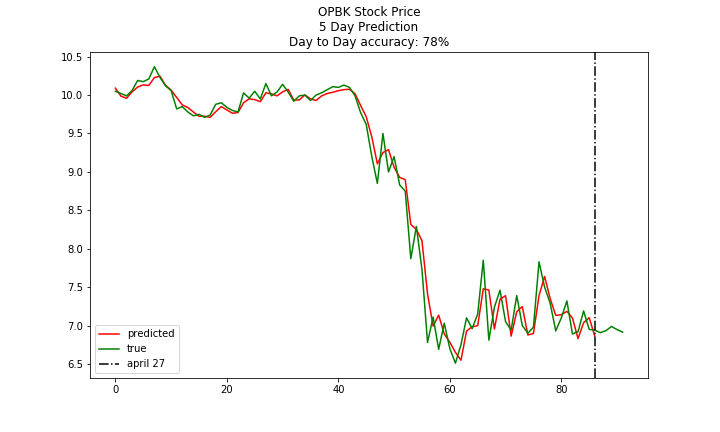 OPBK Stock Price
5 Day Prediction
Day to Day accuracy: 78%
10.5
10.0
9.5
9.0
8.5
8.0
7.5
7.0
6.5
predicted
true
april 27
0 20 40 60 80